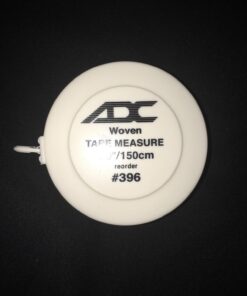 ADC
Woven
TAPE MEASURE
"/150cm
reorder
#396